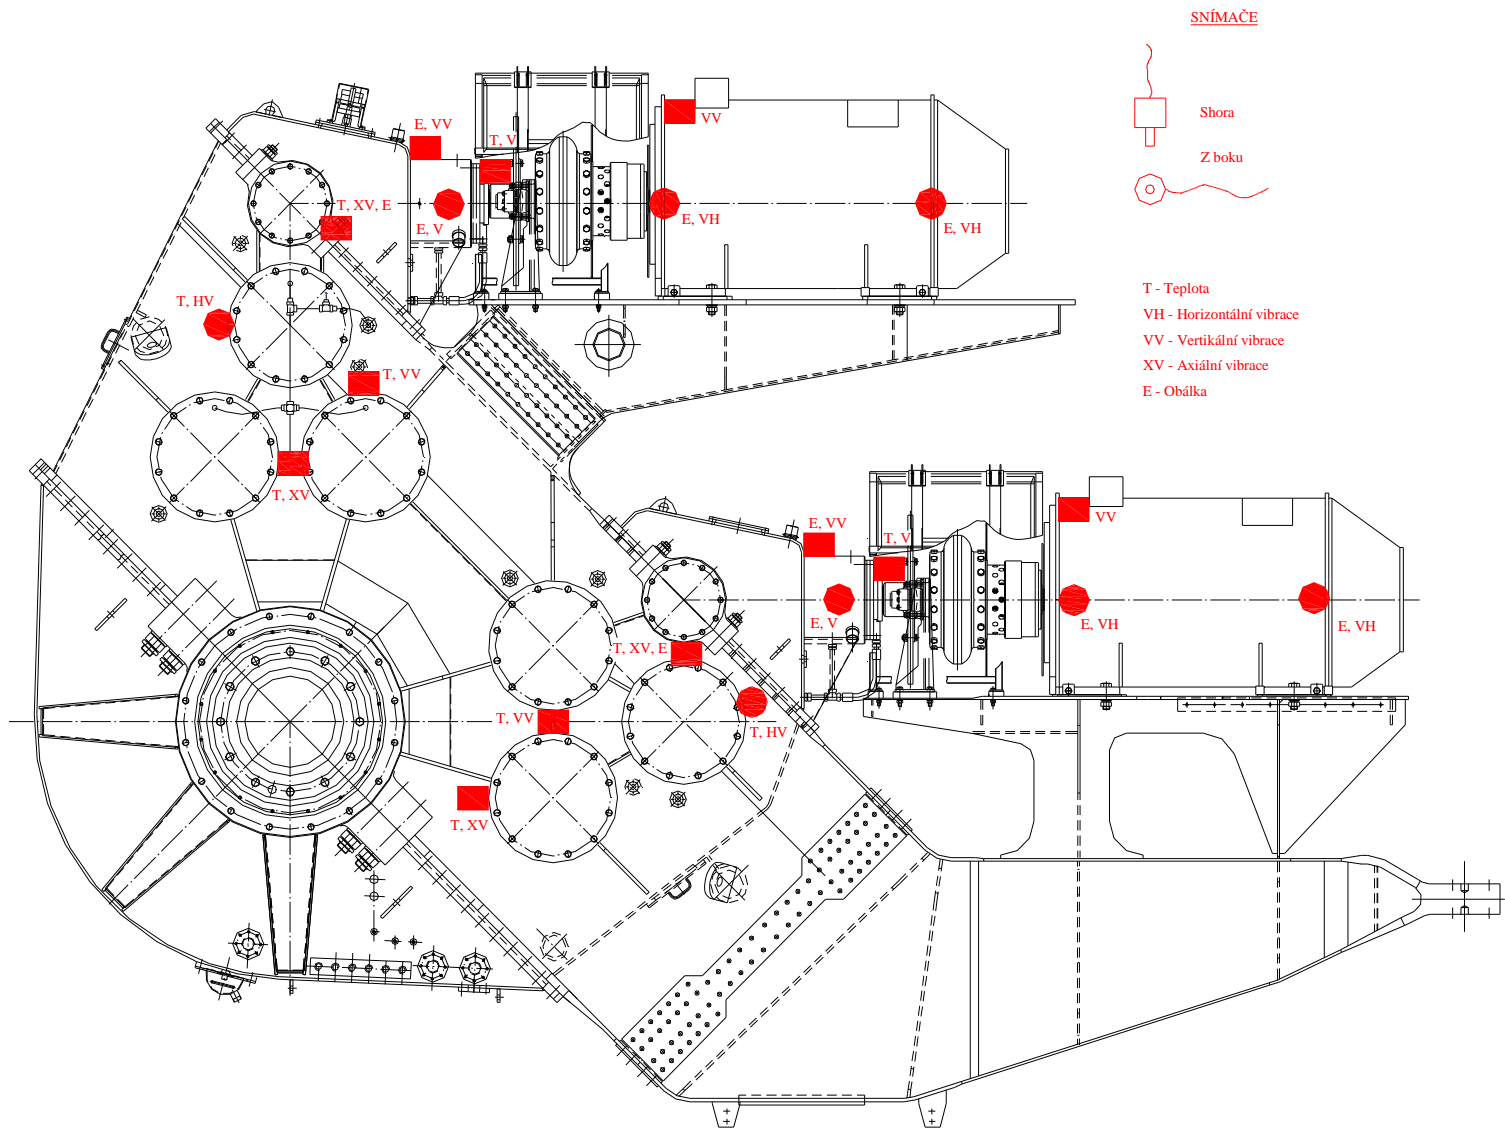 SNÍMAČE
Shora
Z boku
T - Teplota
VH - Horizontální vibrace
VV - Vertikální vibrace
XV - Axiální vibrace
E - Obálka
E, VV
T, V
VV
T, XV, E
E, V
E, VH
E, VH
T, HV
T, VV
T, XV
E, VV
T, V
VV
E, V
E, VH
E, VH
T, XV, E
T, VV
T, HV
T, XV